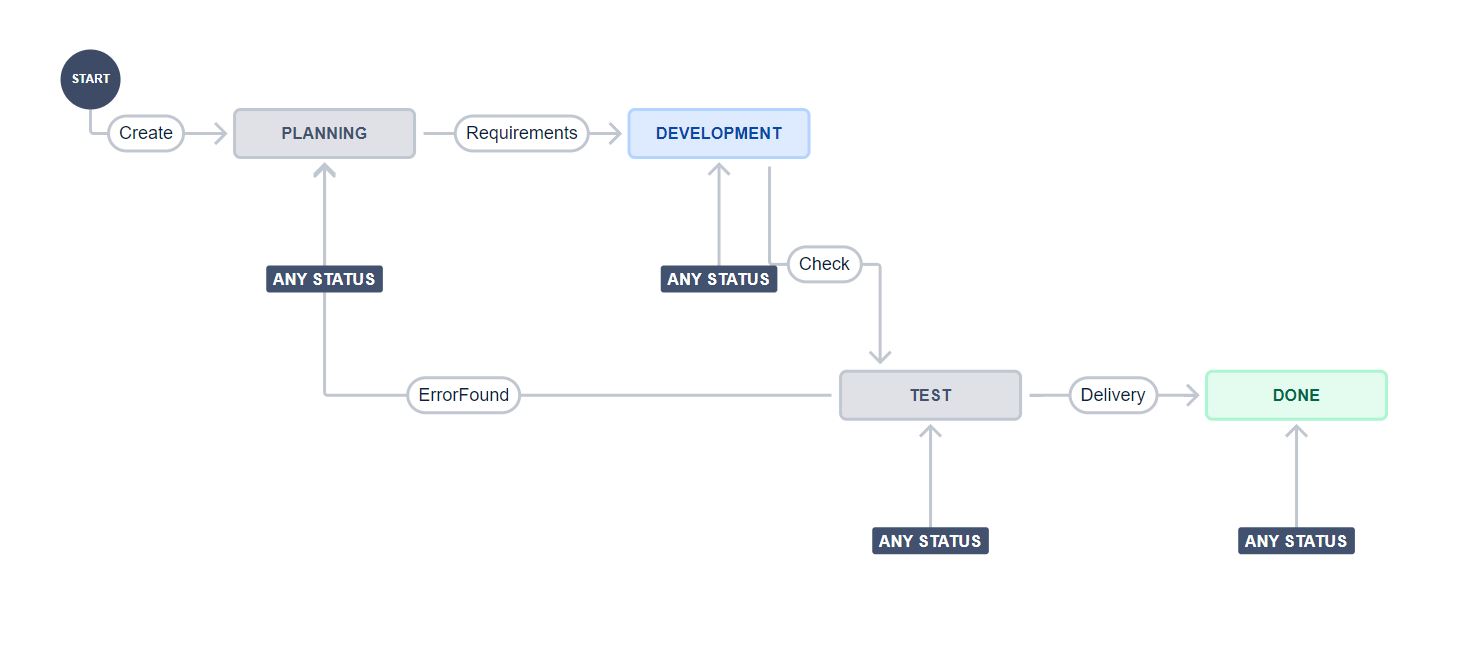 START
Create
PLANNING
Requirements
DEVELOPMENT
ANY STATUS
ANY STATUS
Check
ErrorFound
TEST
Delivery
DONE
ANY STATUS
ANY STATUS